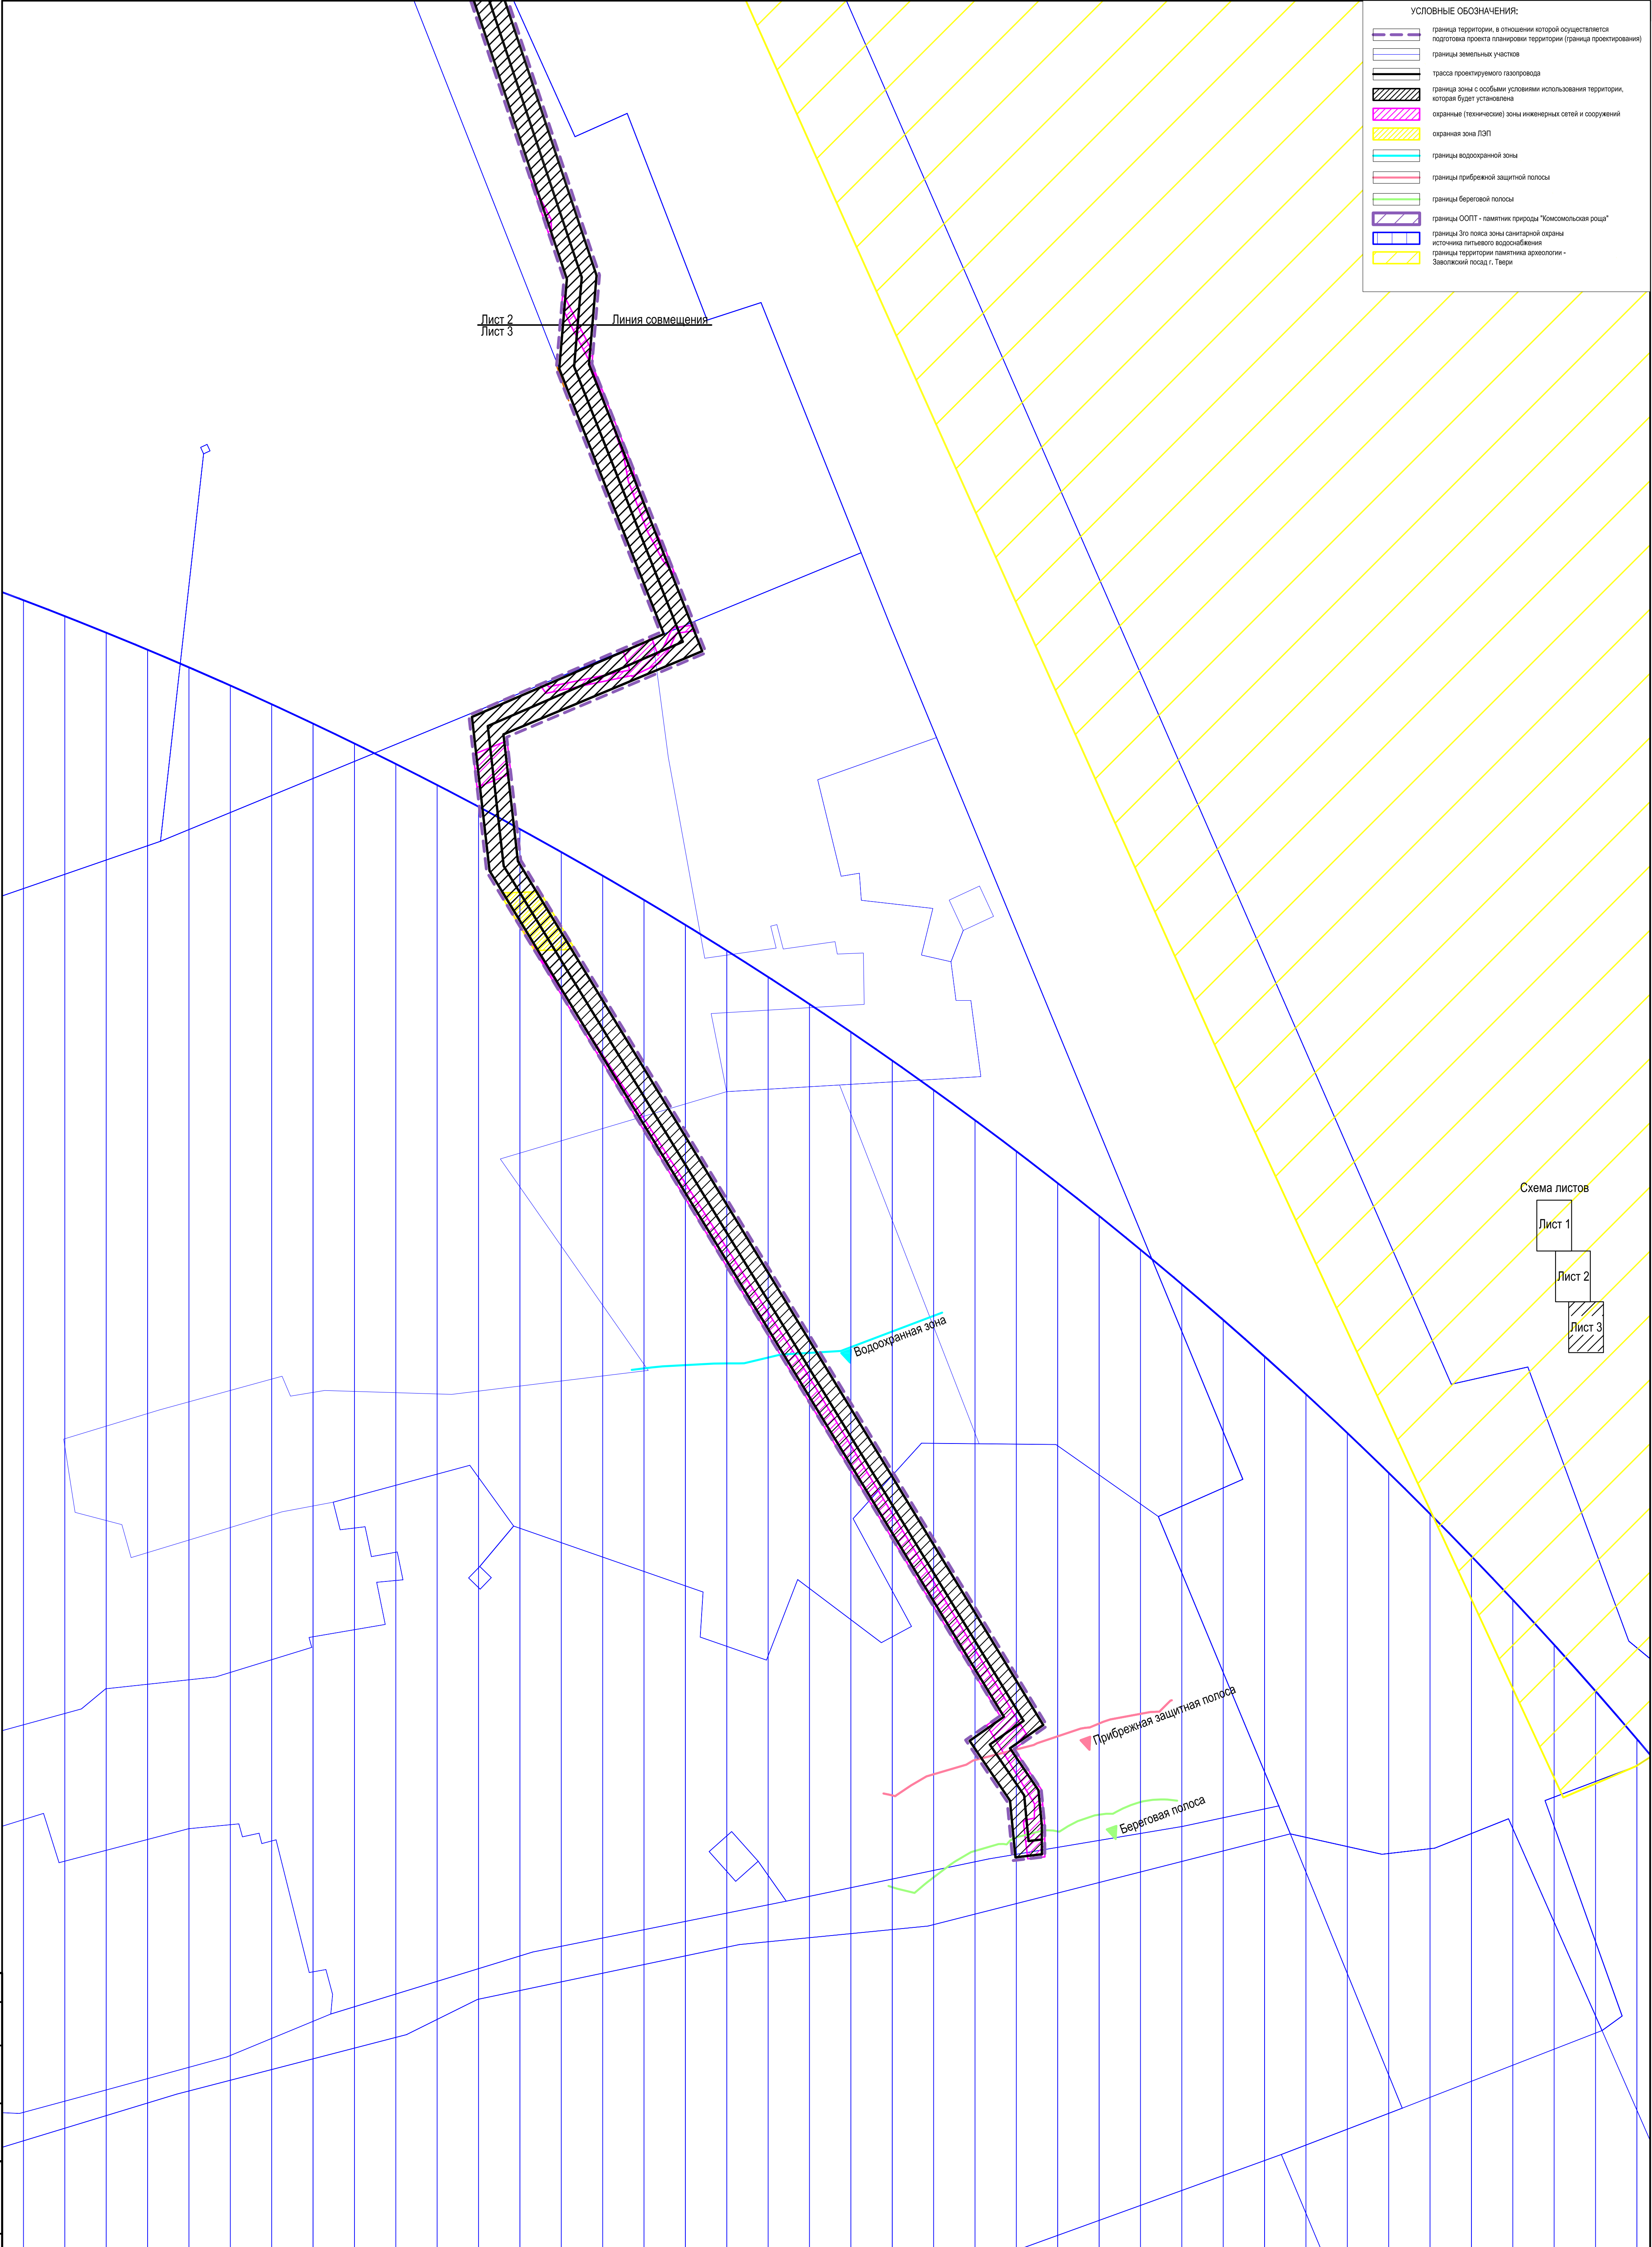 УСЛОВНЫЕ ОБОЗНАЧЕНИЯ:
граница территории, в отношении которой осуществляется
подготовка проекта планировки территории (граница проектирования)
границы земельных участков
трасса проектируемого газопровода
граница зоны с особыми условиями использования территории,
которая будет установлена
охранные (технические) зоны инженерных сетей и сооружений
охранная зона ЛЭП
границы водоохранной зоны
границы прибрежной защитной полосы
границы береговой полосы
границы ООПТ - памятник природы "Комсомольская роща"
границы 3го пояса зоны санитарной охраны
источника питьевого водоснабжения
границы территории памятника археологии -
Заволжский посад г. Твери
Лист 2
Линия совмещения
Лист 3
Схема листов
Лист 1
Лист 2
Лист 3
Водоохранная зона
Прибрежная защитная полоса
Береговая полоса